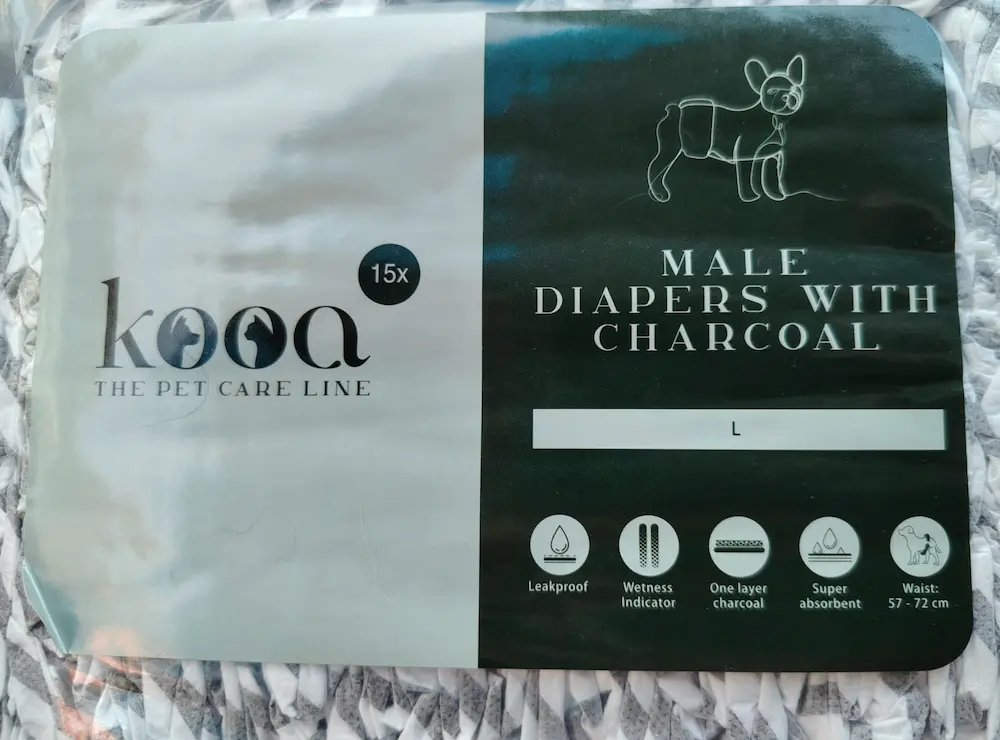 15x
kooa
THE PET CARE LINE
MALE
DIAPERS WITH
CHARCOAL
L
Leakproof
Wetness
Indicator
One layer
charcoal
Super
absorbent
Waist:
57 - 72 cm